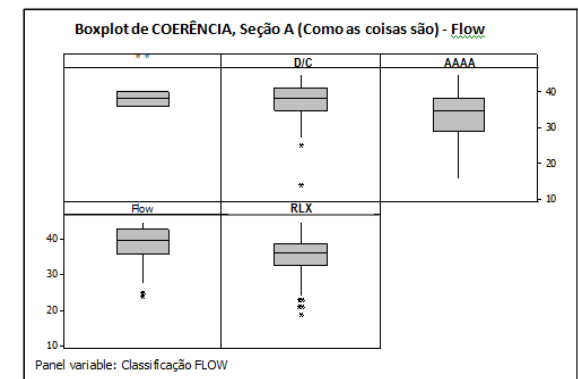 Boxplot de COERÊNCIA, Seção A (Como as coisas são) - Flow
" " D/C AAAA
40
30
20
10
Flow RLX
40
30
20
10
Panel variable: Classificação FLOW